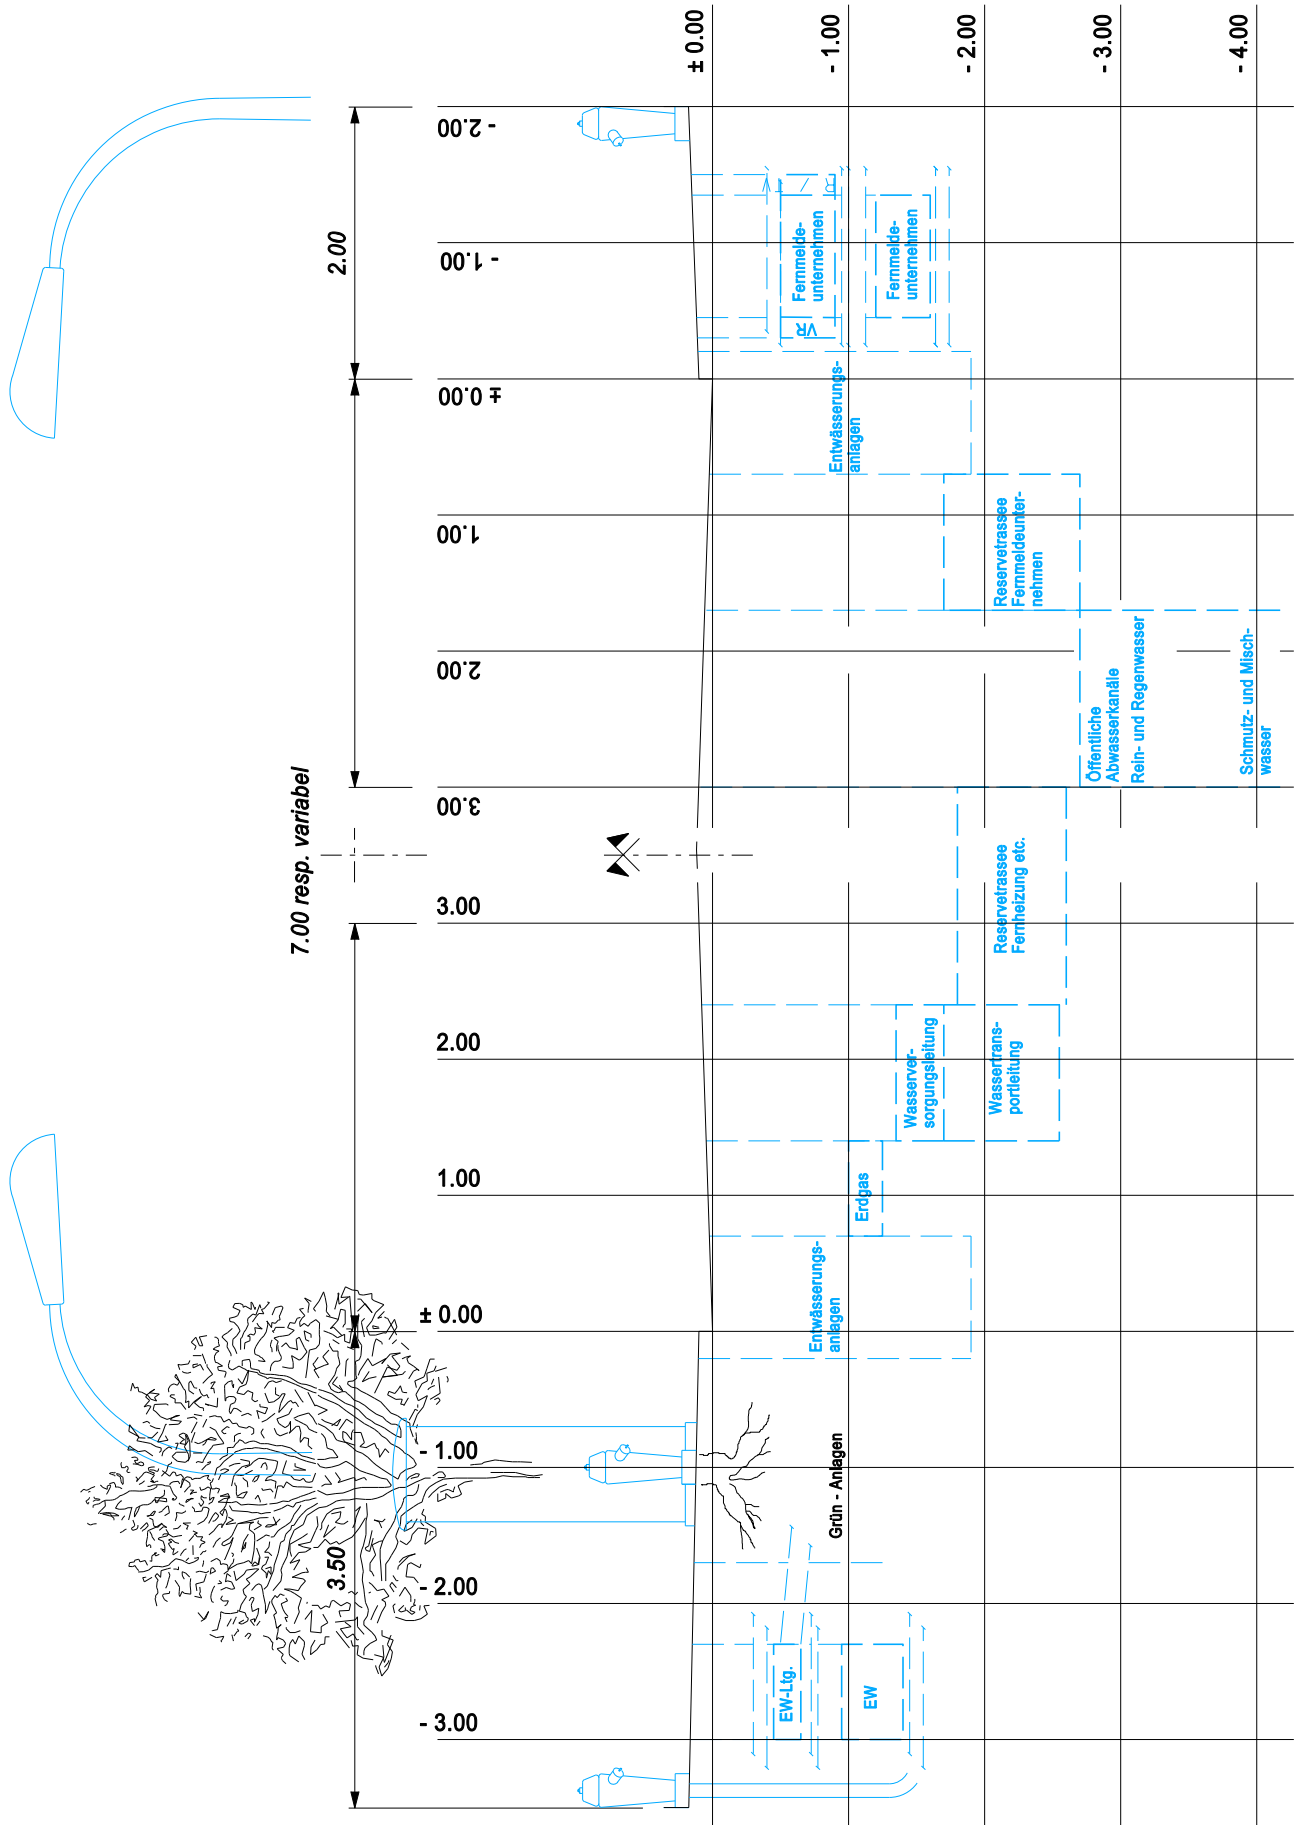 ± 0.00
- 1.00
- 2.00
- 3.00
- 4.00
3.50
7.00 resp. variabel
2.00
- 3.00
- 2.00
- 1.00
± 0.00
1.00
2.00
3.00
3.00
2.00
1.00
± 0.00
- 1.00
- 2.00
EW-Ltg.
EW
Grün - Anlagen
Entwässerungs-
anlagen
Erdgas
Wasserver-
sorgungsleitung
Wassertrans-
portleitung
Reservetrassee
Fernheizung etc.
Öffentliche
Abwasserkanäle
Rein- und Regenwasser
Schmutz- und Misch-
wasser
Reservetrassee
Fernmeldeunter-
nehmen
Entwässerungs-
anlagen
VR
Fernmelde-
unternehmen
Fernmelde-
unternehmen